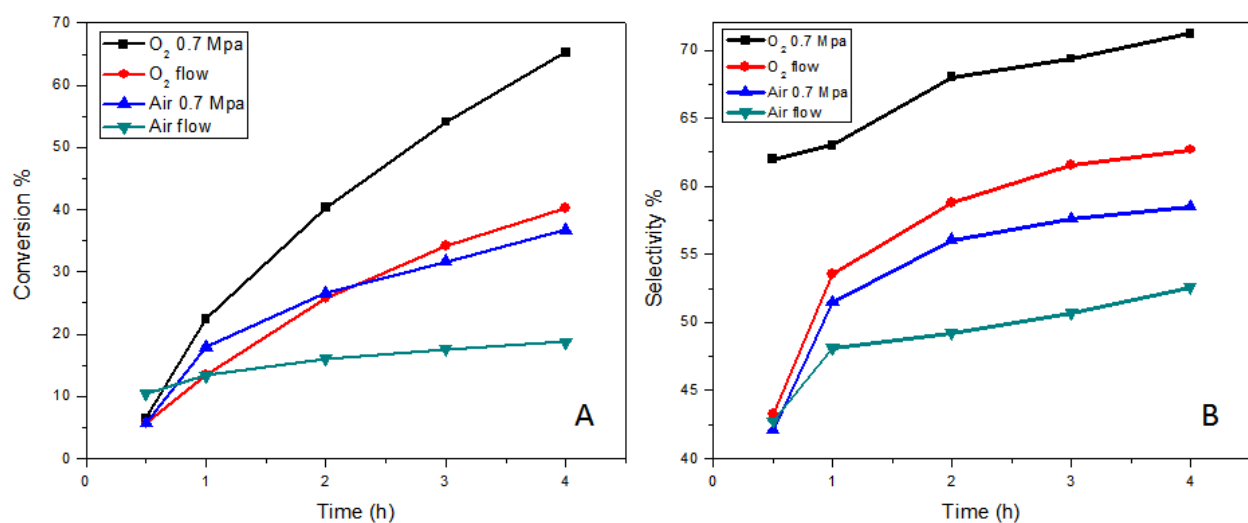 70
60
50
40
30
20
10
0
Conversion %
O2 0.7 Mpa
O2 flow
Air 0.7 Mpa
Air flow
A
0 1 2 3 4
Time (h)
70
65
60
55
50
45
40
Selectivity %
O2 0.7 Mpa
O2 flow
Air 0.7 Mpa
Air flow
B
0 1 2 3 4
Time (h)